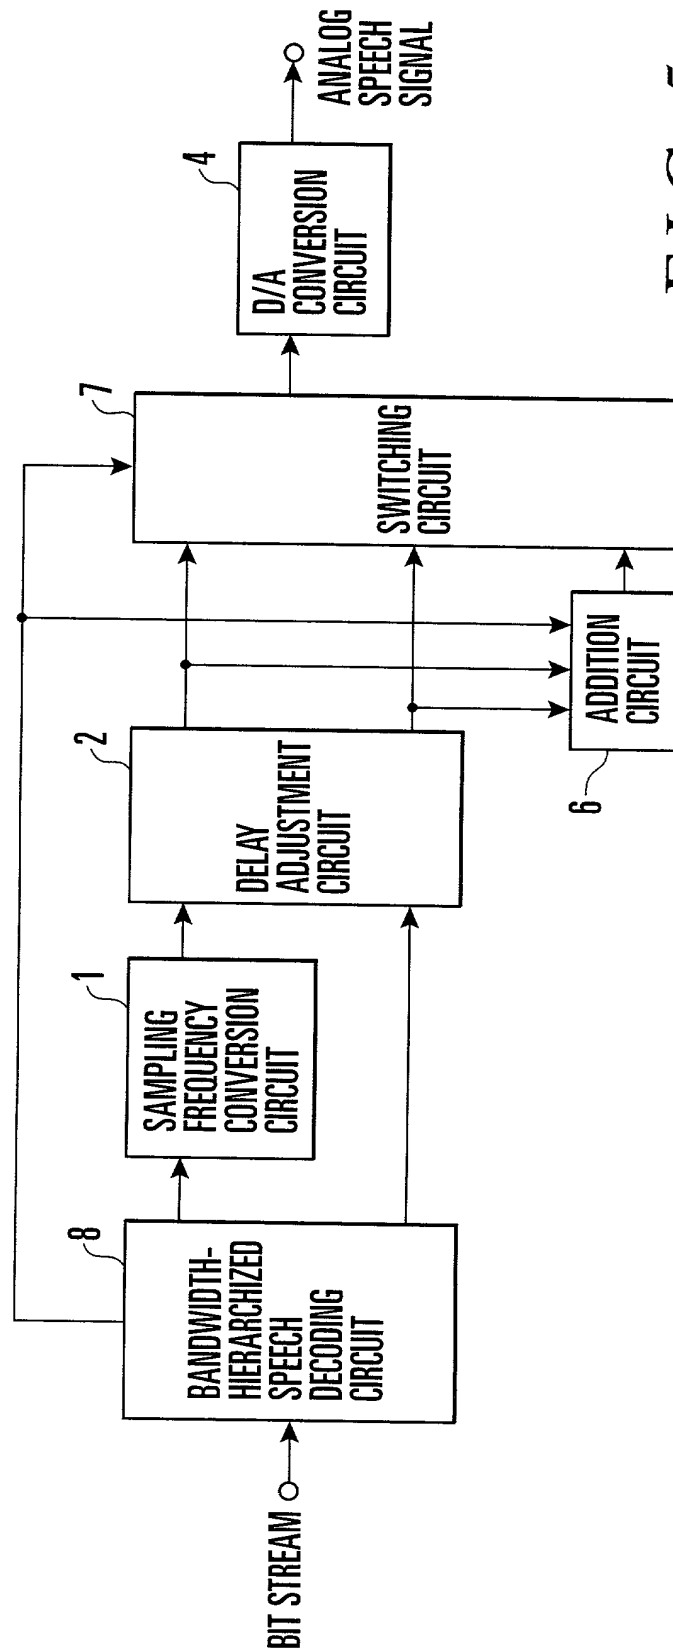 BIT STREAM
8
BANDWIDTH-
HIERARCHIZED
SPEECH
DECODING
CIRCUIT
1
SAMPLING
FREQUENCY
CONVERSION
CIRCUIT
2
DELAY
ADJUSTMENT
CIRCUIT
6
ADDITION
CIRCUIT
7
SWITCHING
CIRCUIT
4
D/A
CONVERSION
CIRCUIT
ANALOG
SPEECH
SIGNAL